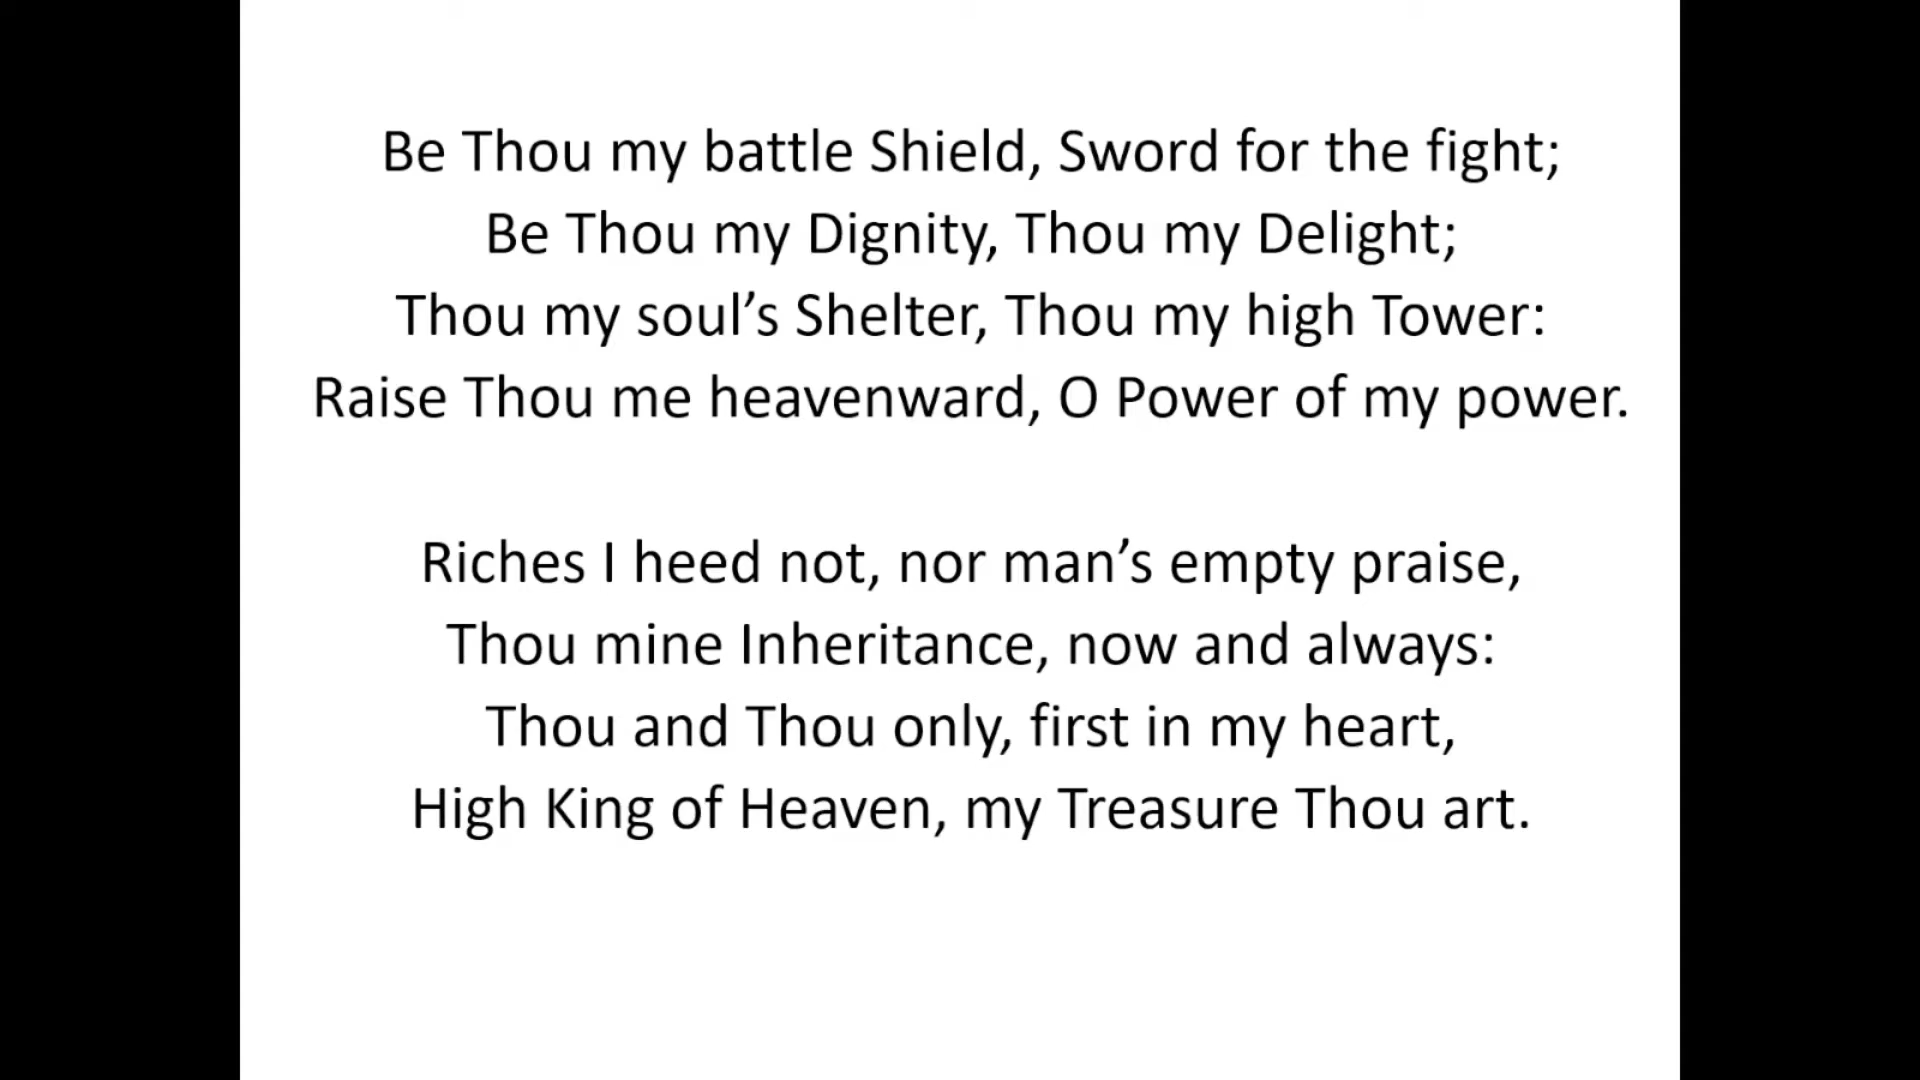 Be Thou my battle Shield, Sword for the fight;
Be Thou my Dignity, Thou my Delight;
Thou my soul’s Shelter, Thou my high Tower:
Raise Thou me heavenward, O Power of my power.
Riches I heed not, nor man’s empty praise,
Thou mine Inheritance, now and always:
Thou and Thou only, first in my heart,
High King of Heaven, my Treasure Thou art.